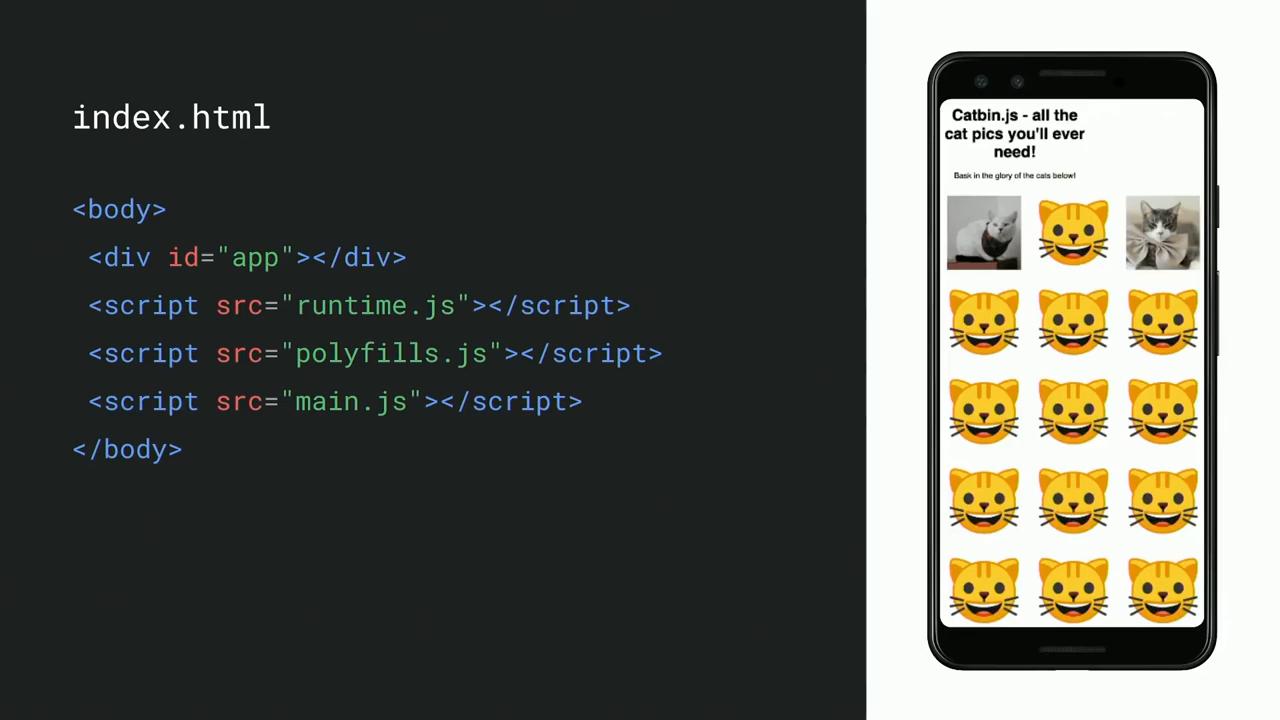 index.html
<body>
<div id="app"></div>
<script src="runtime.js"></script>
<script src="polyfills.js"></script>
<script src="main.js"></script>
</body>
Catbin.js - all the
cat pics you'll ever
need!
Bask in the glory of the cats below!